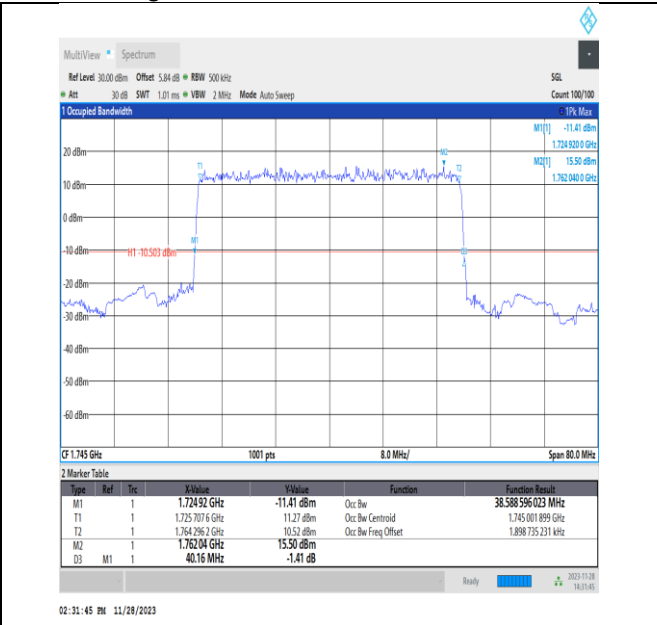 MultiView Spectrum
Ref Level 30.00 dBm Offset 5.84 dB RBW 500 kHz SGL
Att 30 dB SWT 1.01 ms VBW 2 MHz Mode Auto Sweep Count 100/100
1 Occupied Bandwidth 1Pk Max
M1[1] -11.41 dBm
1.724 920 0 GHz
M2[1] 15.50 dBm
1.762 040 0 GHz
M2
20 dBm
T1 T2
10 dBm
0 dBm
M1
-10 dBm H1 -10.503 dBm
-20 dBm
-30 dBm
-40 dBm
-50 dBm
-60 dBm
CF 1.745 GHz 1001 pts 8.0 MHz/ Span 80.0 MHz
2 Marker Table
Type Ref Trc X-Value Y-Value Function Function Result
M1 1 1.724 92 GHz -11.41 dBm Occ Bw 38.588 596 023 MHz
T1 1 1.725 707 6 GHz 11.27 dBm Occ Bw Centroid 1.745 001 899 GHz
T2 1 1.764 296 2 GHz 10.52 dBm Occ Bw Freq Offset 1.898 735 231 kHz
M2 1 1.762 04 GHz 15.50 dBm
D3 M1 1 40.16 MHz -1.41 dB
Ready 2023-11-28
14:31:45
02:31:45 PM 11/28/2023